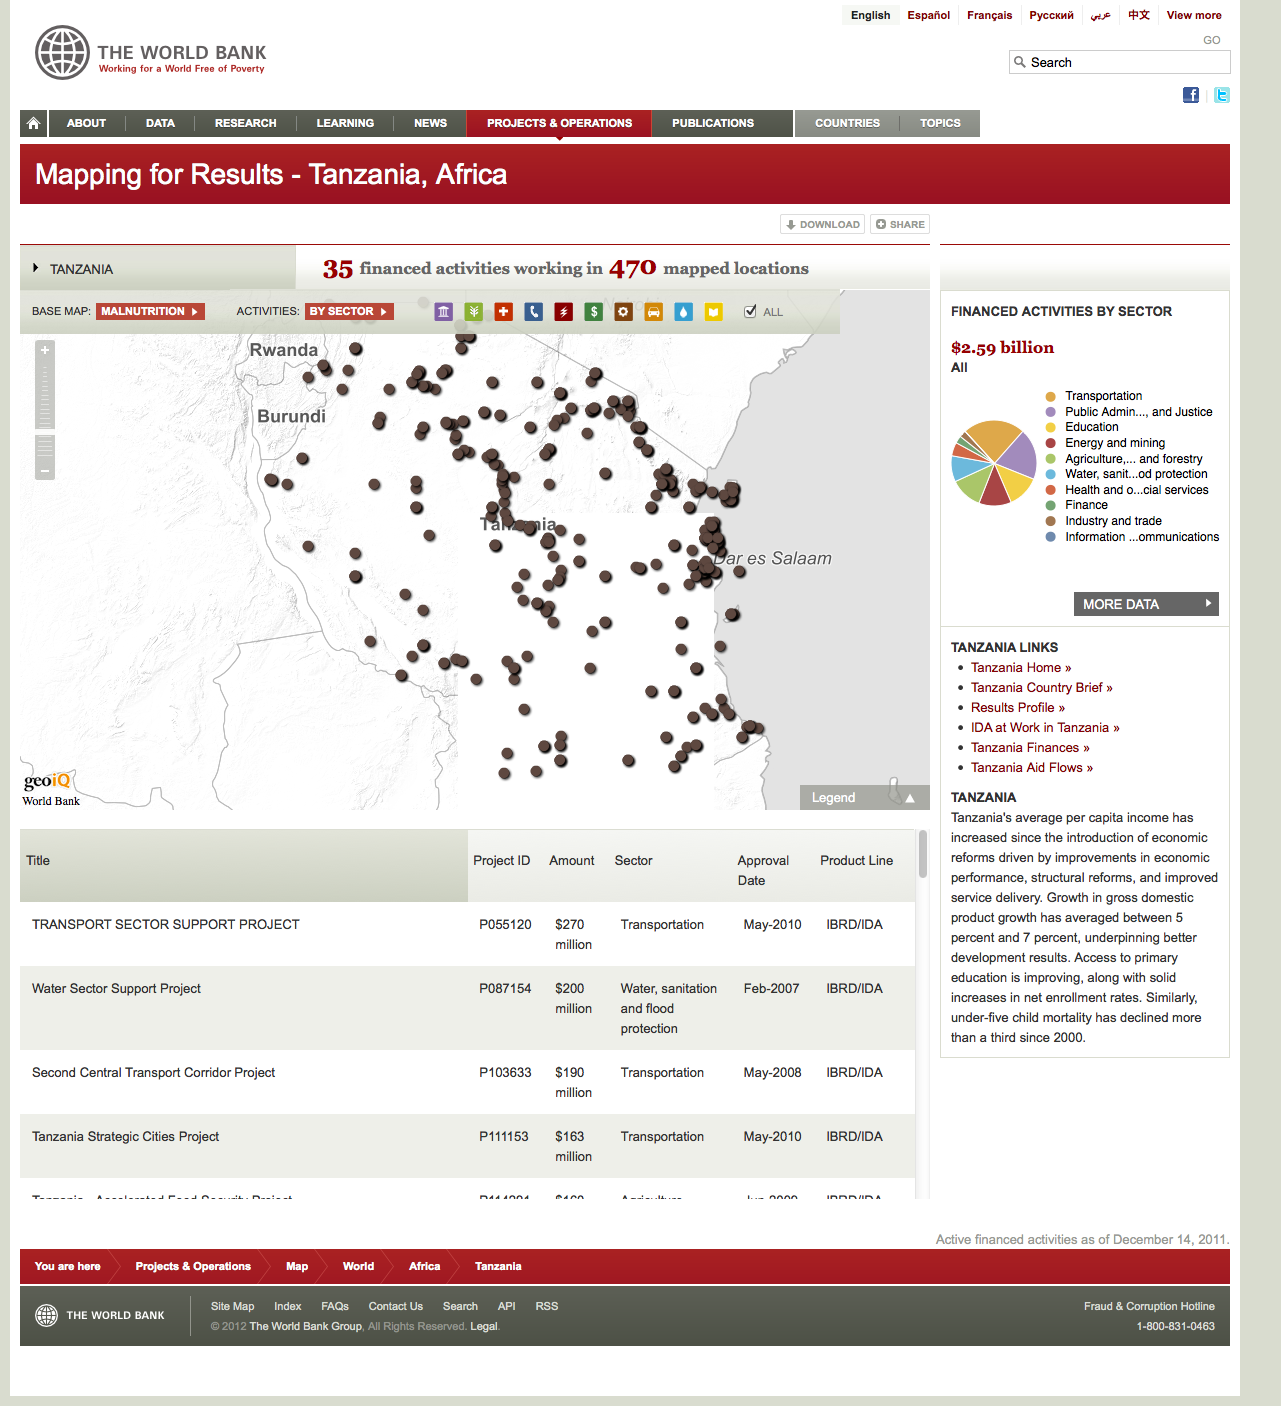 English Español Français Русский عربي 中文 View more
GO
THE WORLD BANK
Working for a World Free of Poverty
Search
ABOUT DATA RESEARCH LEARNING NEWS PROJECTS & OPERATIONS PUBLICATIONS COUNTRIES TOPICS
Mapping for Results - Tanzania, Africa
DOWNLOAD SHARE
TANZANIA
35 financed activities working in 470 mapped locations
BASE MAP: MALNUTRITION ACTIVITIES: BY SECTOR ALL
Rwanda
Burundi
Tanzania
Dar es Salaam
geoiQ
World Bank
Legend
FINANCED ACTIVITIES BY SECTOR
$2.59 billion
All
Transportation
Public Admin..., and Justice
Education
Energy and mining
Agriculture,... and forestry
Water, sanit...od protection
Health and o...cial services
Finance
Industry and trade
Information ...ommunications
MORE DATA
TANZANIA LINKS
Tanzania Home »
Tanzania Country Brief »
Results Profile »
IDA at Work in Tanzania »
Tanzania Finances »
Tanzania Aid Flows »
TANZANIA
Tanzania's average per capita income has
increased since the introduction of economic
reforms driven by improvements in economic
performance, structural reforms, and improved
service delivery. Growth in gross domestic
product growth has averaged between 5
percent and 7 percent, underpinning better
development results. Access to primary
education is improving, along with solid
increases in net enrollment rates. Similarly,
under-five child mortality has declined more
than a third since 2000.
Title Project ID Amount Sector Approval Date Product Line
TRANSPORT SECTOR SUPPORT PROJECT P055120 $270 million Transportation May-2010 IBRD/IDA
Water Sector Support Project P087154 $200 million Water, sanitation and flood protection Feb-2007 IBRD/IDA
Second Central Transport Corridor Project P103633 $190 million Transportation May-2008 IBRD/IDA
Tanzania Strategic Cities Project P111153 $163 million Transportation May-2010 IBRD/IDA
Active financed activities as of December 14, 2011.
You are here Projects & Operations Map World Africa Tanzania
THE WORLD BANK
Site Map Index FAQs Contact Us Search API RSS
© 2012 The World Bank Group, All Rights Reserved. Legal.
Fraud & Corruption Hotline
1-800-831-0463